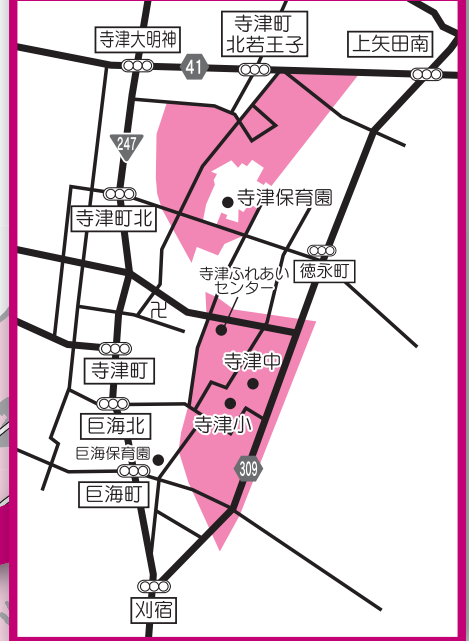 寺津町
北若王子
寺津大明神
上矢田南
41
247
寺津保育園
寺津町北
徳永町
寺津ふれあい
センター
卍
寺津町
寺津中
寺津小
巨海北
巨海保育園
309
巨海町
刈宿